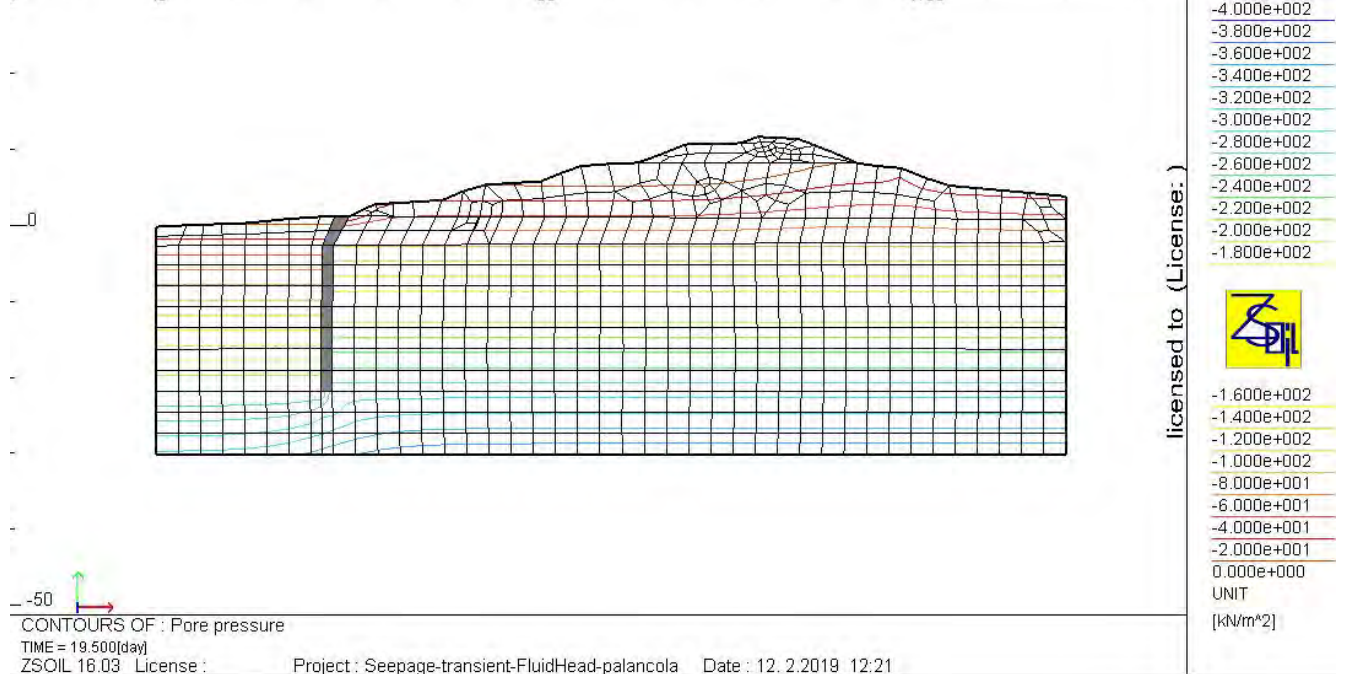 -4.000e+002
-3.800e+002
-3.600e+002
-3.400e+002
-3.200e+002
-3.000e+002
-2.800e+002
-2.600e+002
-2.400e+002
-2.200e+002
-2.000e+002
-1.800e+002
ZSOIL
-1.600e+002
-1.400e+002
-1.200e+002
-1.000e+002
-8.000e+001
-6.000e+001
-4.000e+001
-2.000e+001
0.000e+000
UNIT
[kN/m^2]
licensed to (License: )
0
-50
CONTOURS OF : Pore pressure
TIME = 19.500[day]
ZSOIL 16.03 License : Project : Seepage-transient-FluidHead-palancola Date : 12. 2.2019 12:21